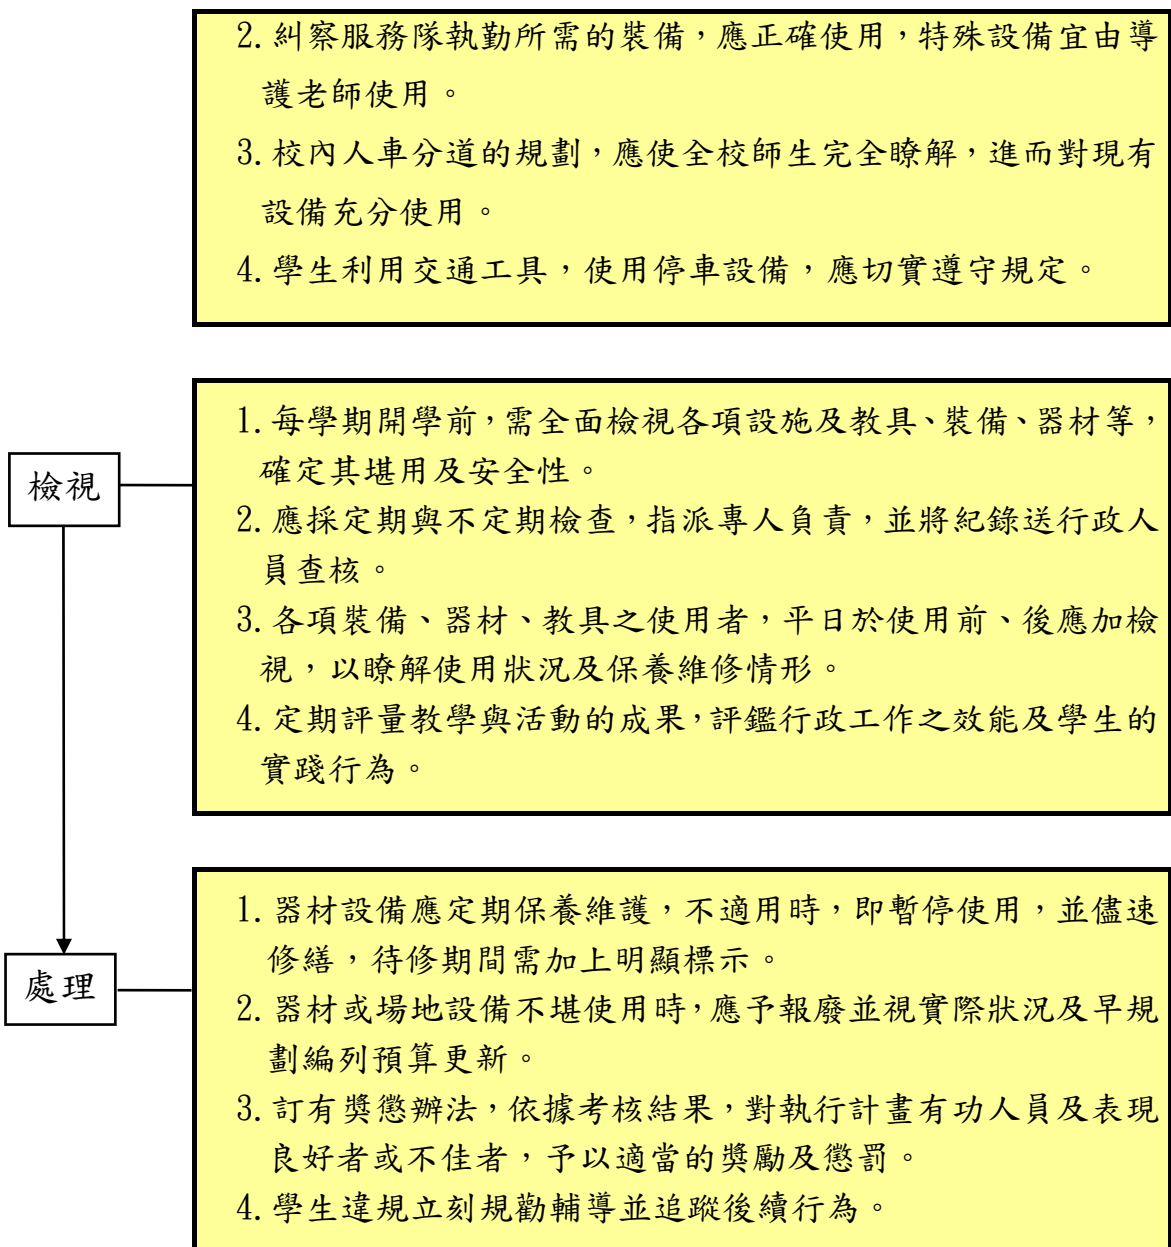 2. 糾察服務隊執勤所需的裝備，應正確使用，特殊設備宜由導
護老師使用。
3. 校內人車分道的規劃，應使全校師生完全瞭解，進而對現有
設備充分使用。
4. 學生利用交通工具，使用停車設備，應切實遵守規定。
檢視
1. 每學期開學前，需全面檢視各項設施及教具、裝備、器材等，
確定其堪用及安全性。
2. 應採定期與不定期檢查，指派專人負責，並將紀錄送行政人
員查核。
3. 各項裝備、器材、教具之使用者，平日於使用前、後應加檢
視，以瞭解使用狀況及保養維修情形。
4. 定期評量教學與活動的成果，評鑑行政工作之效能及學生的
實踐行為。
處理
1. 器材設備應定期保養維護，不適用時，即暫停使用，並儘速
修繕，待修期間需加上明顯標示。
2. 器材或場地設備不堪使用時，應予報廢並視實際狀況及早規
劃編列預算更新。
3. 訂有獎懲辦法，依據考核結果，對執行計畫有功人員及表現
良好者或不佳者，予以適當的獎勵及懲罰。
4. 學生違規立刻規勸輔導並追蹤後續行為。